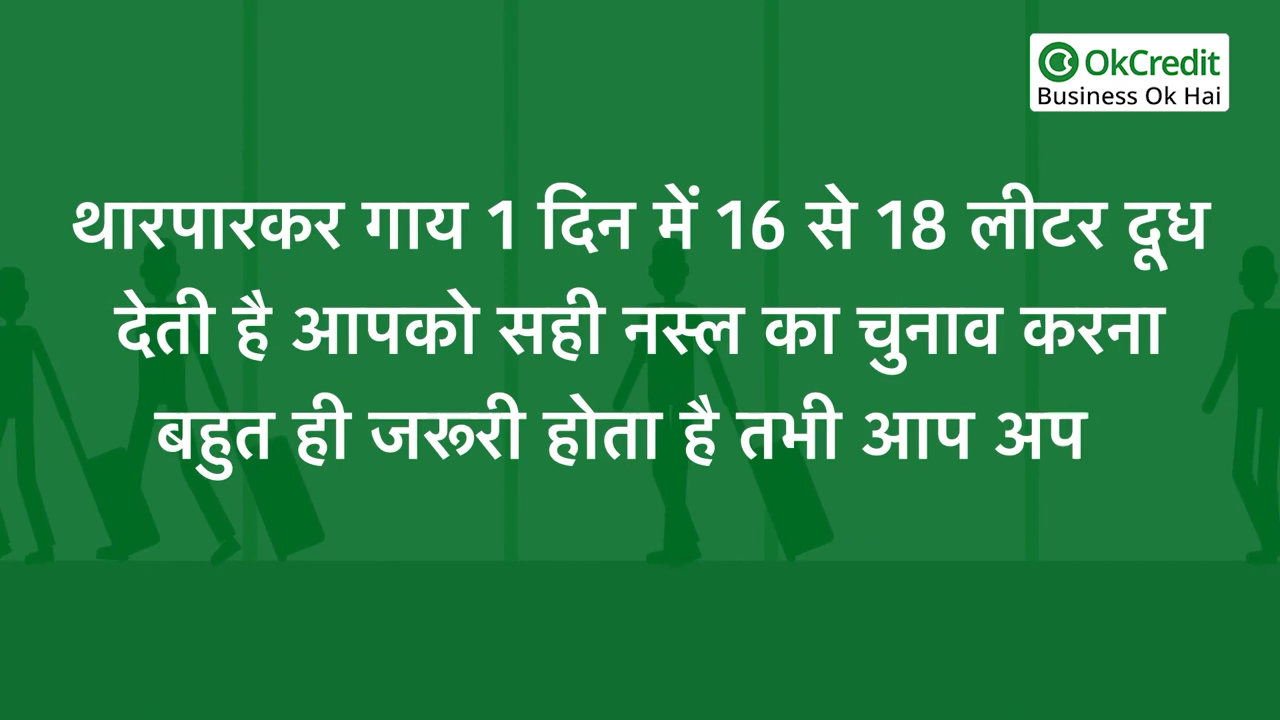 OkCredit
Business Ok Hai
थारपारकर गाय 1 दिन में 16 से 18 लीटर दूध
देती है आपको सही नस्ल का चुनाव करना
बहुत ही जरूरी होता है तभी आप अप